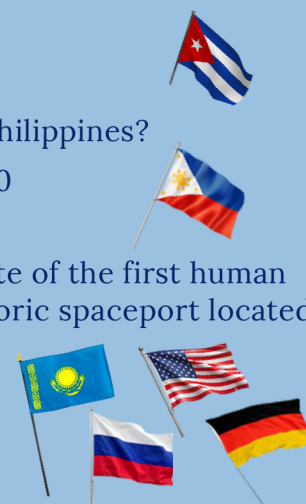 hilippines?
0
te of the first human
oric spaceport located